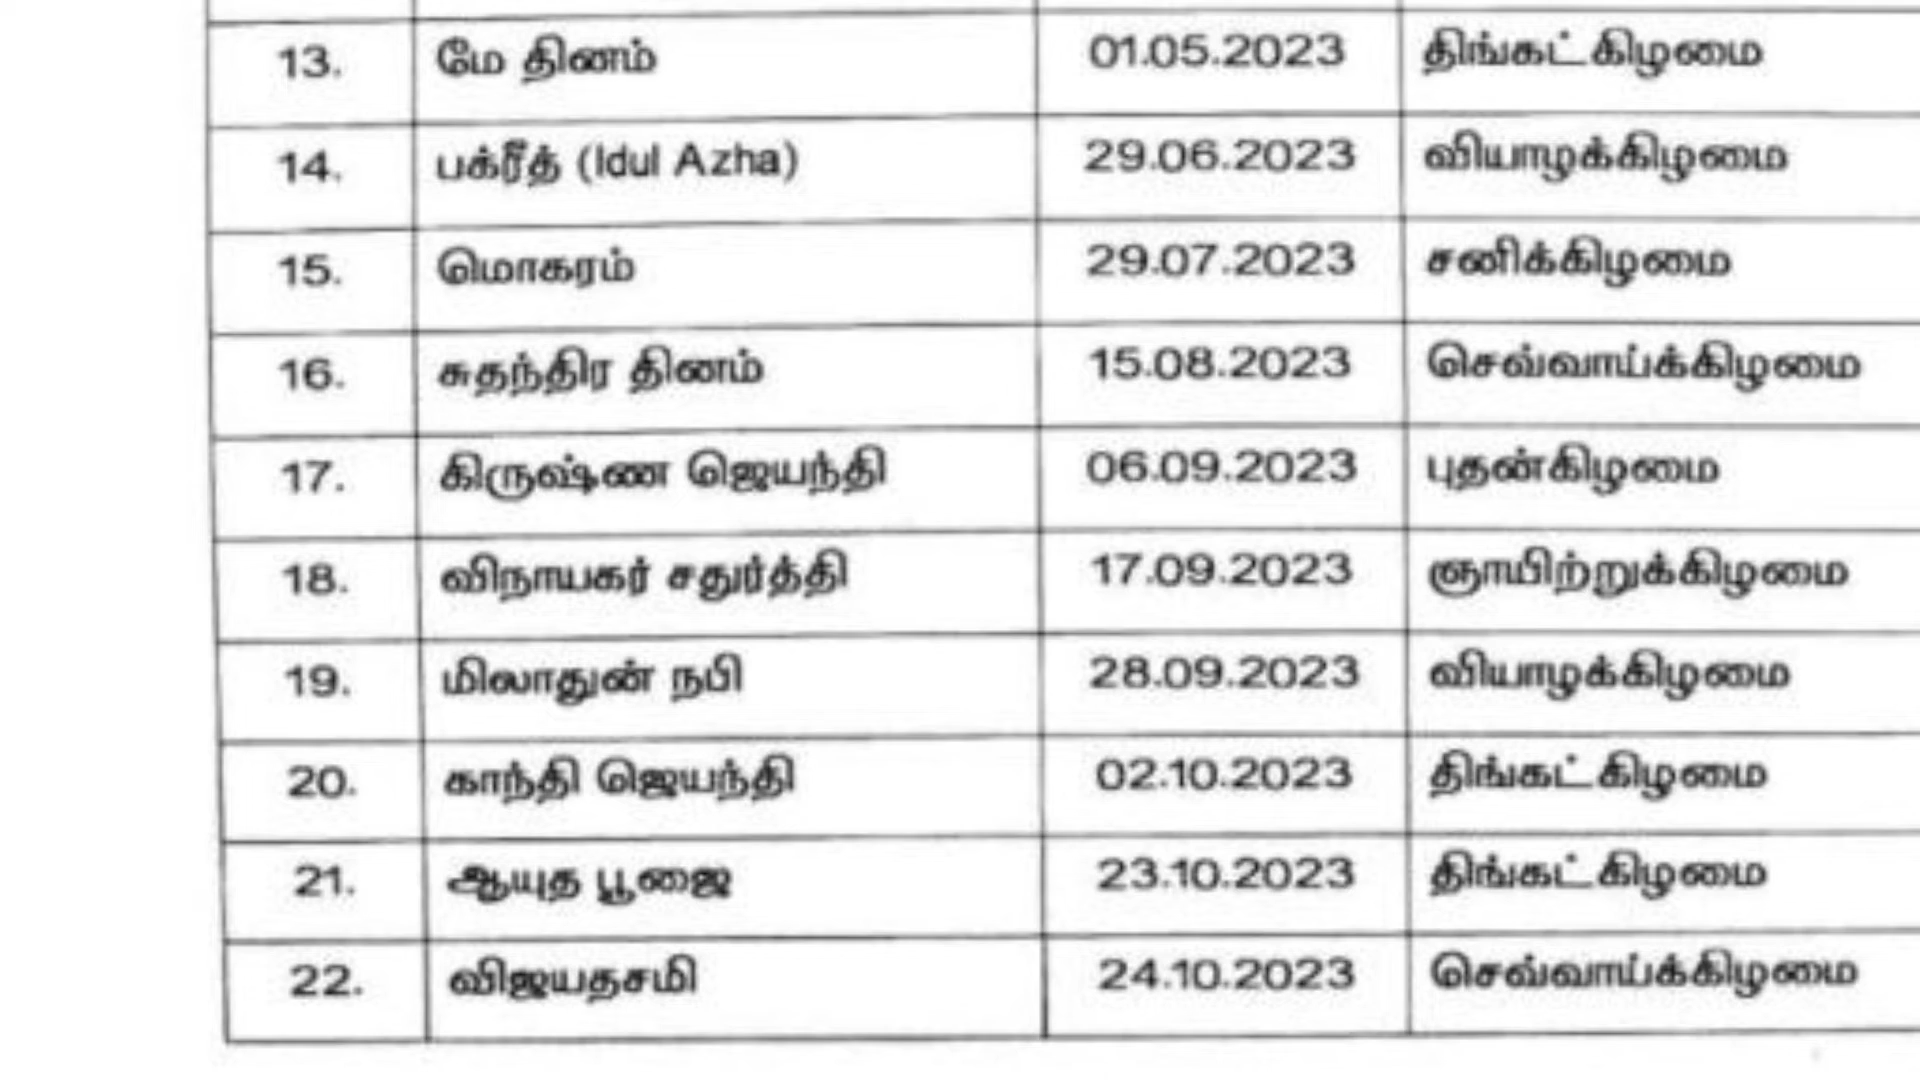 13. மே தினம் 01.05.2023 திங்கட்கிழமை
14. பக்ரீத் (Idul Azha) 29.06.2023 வியாழக்கிழமை
15. மொகரம் 29.07.2023 சனிக்கிழமை
16. சுதந்திர தினம் 15.08.2023 செவ்வாய்க்கிழமை
17. கிருஷ்ண ஜெயந்தி 06.09.2023 புதன்கிழமை
18. விநாயகர் சதுர்த்தி 17.09.2023 ஞாயிற்றுக்கிழமை
19. மிலாதுன் நபி 28.09.2023 வியாழக்கிழமை
20. காந்தி ஜெயந்தி 02.10.2023 திங்கட்கிழமை
21. ஆயுத பூஜை 23.10.2023 திங்கட்கிழமை
22. விஜயதசமி 24.10.2023 செவ்வாய்க்கிழமை